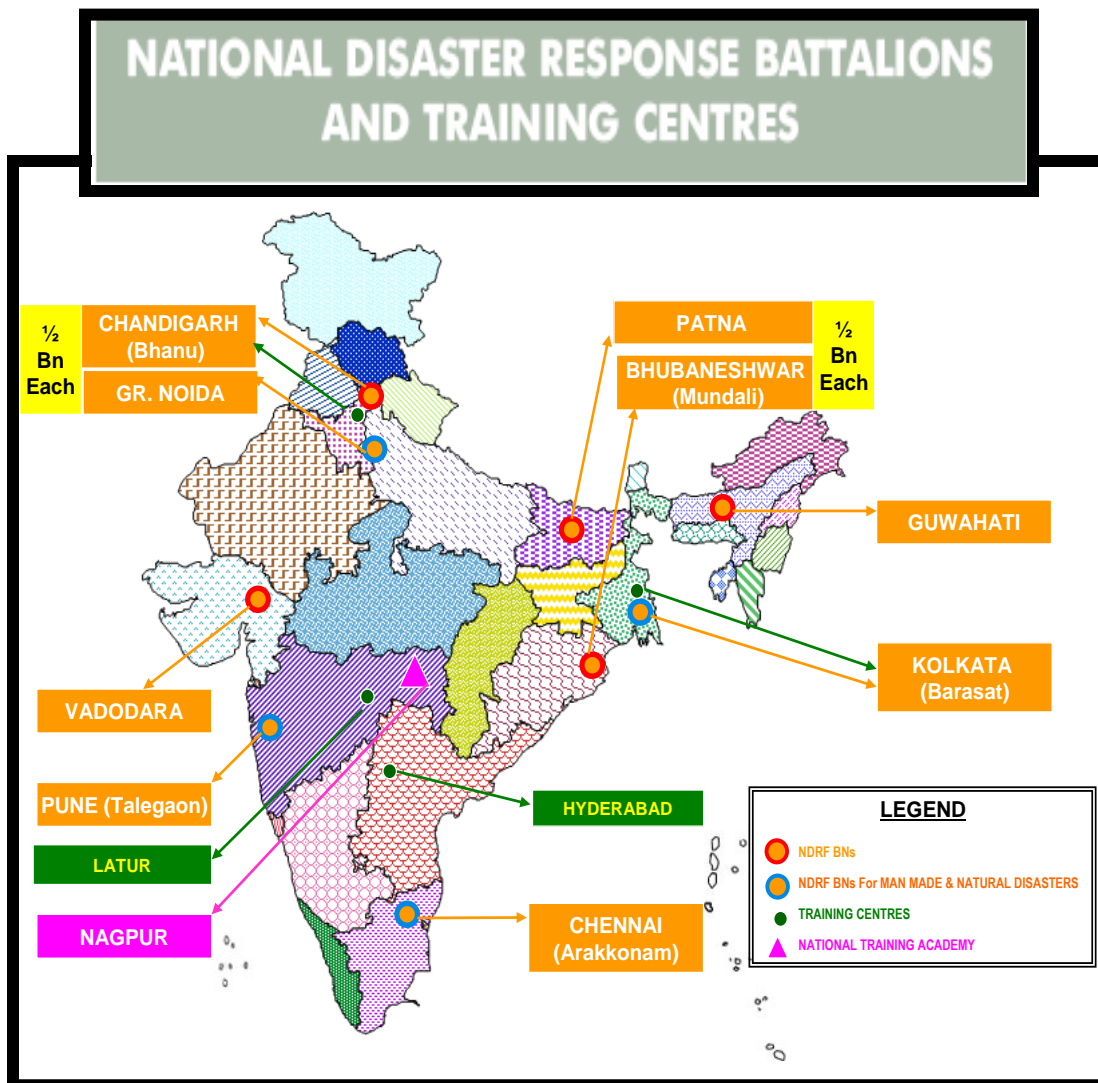 NATIONAL DISASTER RESPONSE BATTALIONS
AND TRAINING CENTRES
½
Bn
Each
CHANDIGARH
(Bhanu)
GR. NOIDA
PATNA
BHUBANESHWAR
(Mundali)
½
Bn
Each
GUWAHATI
KOLKATA
(Barasat)
VADODARA
PUNE (Talegaon)
LATUR
NAGPUR
HYDERABAD
CHENNAI
(Arakkonam)
LEGEND
NDRF BNs
NDRF BNs For MAN MADE & NATURAL DISASTERS
TRAINING CENTRES
NATIONAL TRAINING ACADEMY